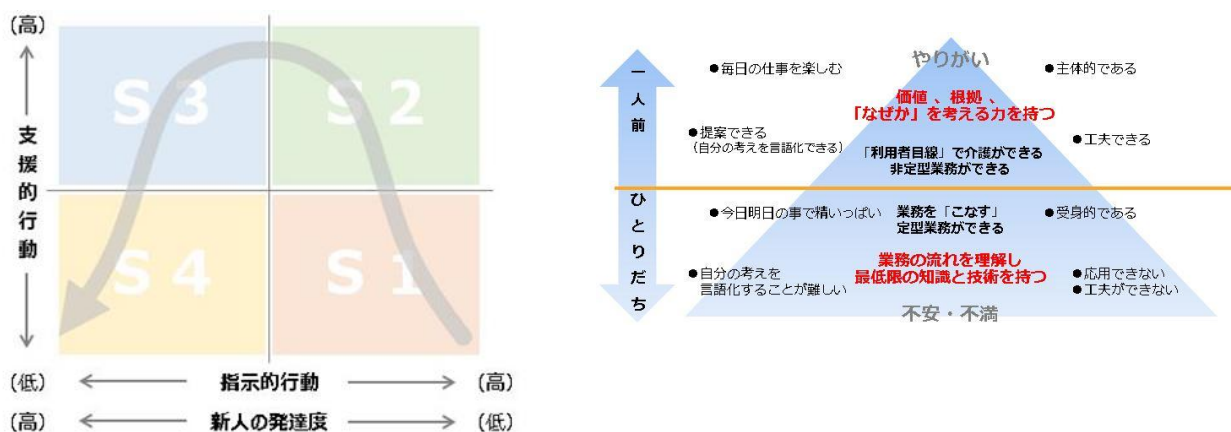 (高)
支援的行動
S 3
S 2
S 4
S 1
(低)
指示的行動
(高)
(高)
新人の発達度
(低)
一人前
ひとりだち
やりがい
●毎日の仕事を楽しむ
●主体的である
価値 、根拠 、
「なぜか」を考える力を持つ
●提案できる
(自分の考えを言語化できる)
●工夫できる
「利用者目線」で介護ができる
非定型業務ができる
●今日明日の事で精いっぱい
業務を「こなす」
定型業務ができる
●受身的である
業務の流れを理解し
最低限の知識と技術を持つ
●自分の考えを
言語化することが難しい
●応用できない
●工夫ができない
不安・不満